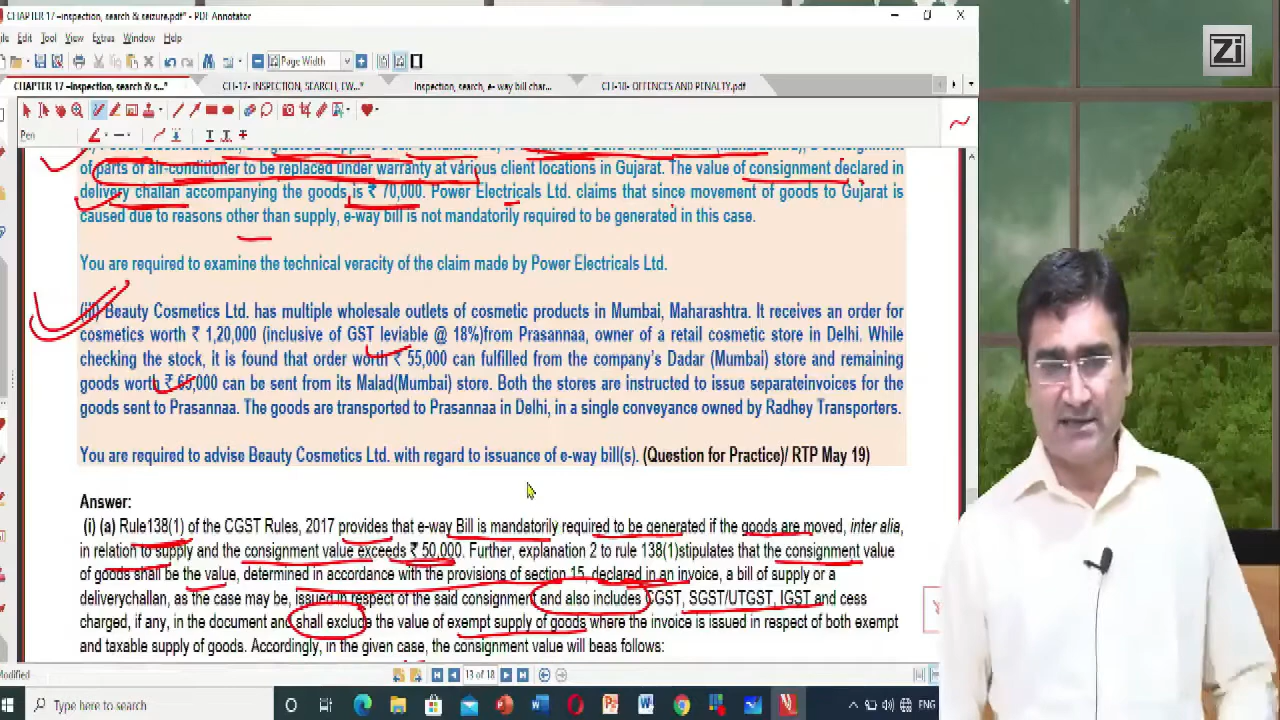 CHAPTER 17 –inspection, search & seizure.pdf* - PDF Annotator
File Edit Tool View Extras Window Help
Page Width
CHAPTER 17 –inspection, search & s...*
CH-17- INSPECTION, SEARCH, EW...*
Inspection, search, e- way bill char...
CH-18- OFFENCES AND PENALTY.pdf
Zi
Pen
of parts of air-conditioner to be replaced under warranty at various client locations in Gujarat. The value of consignment declared in
delivery challan accompanying the goods is ₹ 70,000. Power Electricals Ltd. claims that since movement of goods to Gujarat is
caused due to reasons other than supply, e-way bill is not mandatorily required to be generated in this case.
You are required to examine the technical veracity of the claim made by Power Electricals Ltd.
(iii) Beauty Cosmetics Ltd. has multiple wholesale outlets of cosmetic products in Mumbai, Maharashtra. It receives an order for
cosmetics worth ₹ 1,20,000 (inclusive of GST leviable @ 18%)from Prasannaa, owner of a retail cosmetic store in Delhi. While
checking the stock, it is found that order worth ₹ 55,000 can fulfilled from the company's Dadar (Mumbai) store and remaining
goods worth ₹ 65,000 can be sent from its Malad(Mumbai) store. Both the stores are instructed to issue separateinvoices for the
goods sent to Prasannaa. The goods are transported to Prasannaa in Delhi, in a single conveyance owned by Radhey Transporters.
You are required to advise Beauty Cosmetics Ltd. with regard to issuance of e-way bill(s). (Question for Practice)/ RTP May 19)
Answer:
(i) (a) Rule138(1) of the CGST Rules, 2017 provides that e-way Bill is mandatorily required to be generated if the goods are moved, inter alia,
in relation to supply and the consignment value exceeds ₹ 50,000. Further, explanation 2 to rule 138(1)stipulates that the consignment value
of goods shall be the value, determined in accordance with the provisions of section 15, declared in an invoice, a bill of supply or a
deliverychallan, as the case may be, issued in respect of the said consignment and also includes CGST, SGST/UTGST, IGST and cess
charged, if any, in the document and shall exclude the value of exempt supply of goods where the invoice is issued in respect of both exempt
and taxable supply of goods. Accordingly, in the given case, the consignment value will beas follows:
Modified
13 of 18
Type here to search
ENG